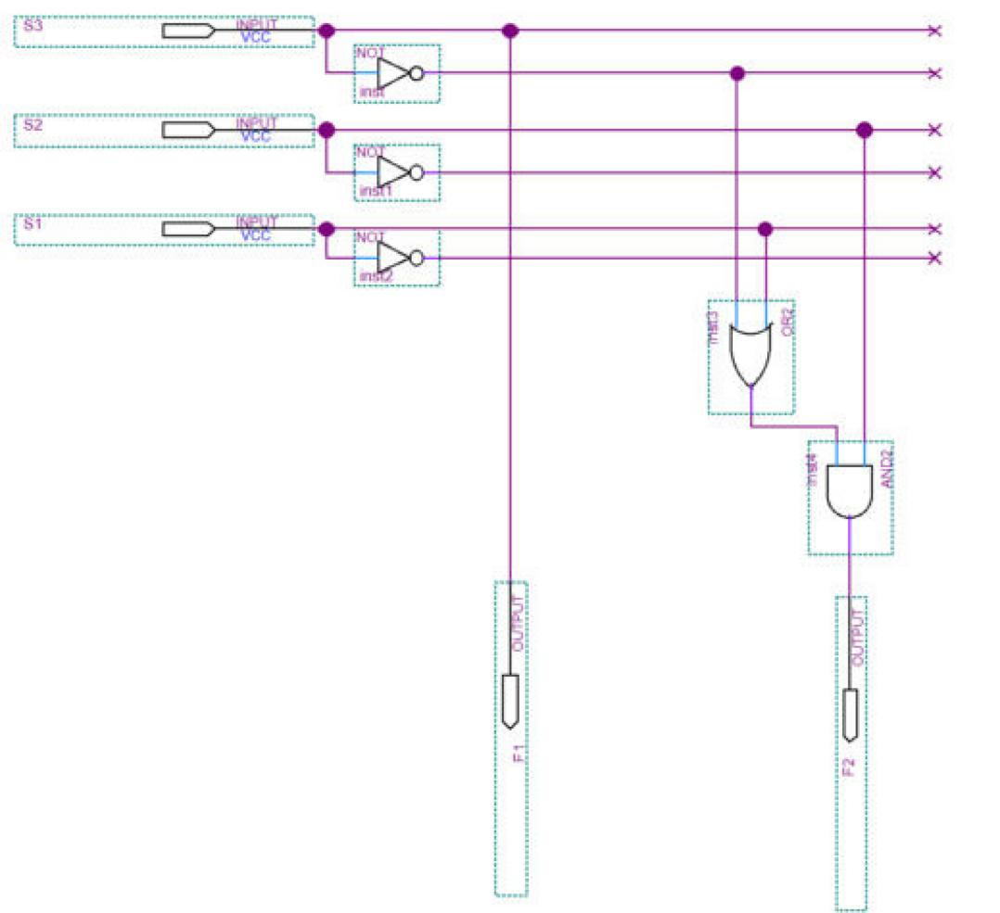 S3
INPUT
VCC
NOT
inst
S2
INPUT
VCC
NOT
inst1
S1
INPUT
VCC
NOT
inst2
inst3
OR2
inst4
AND2
OUTPUT
F1
OUTPUT
F2